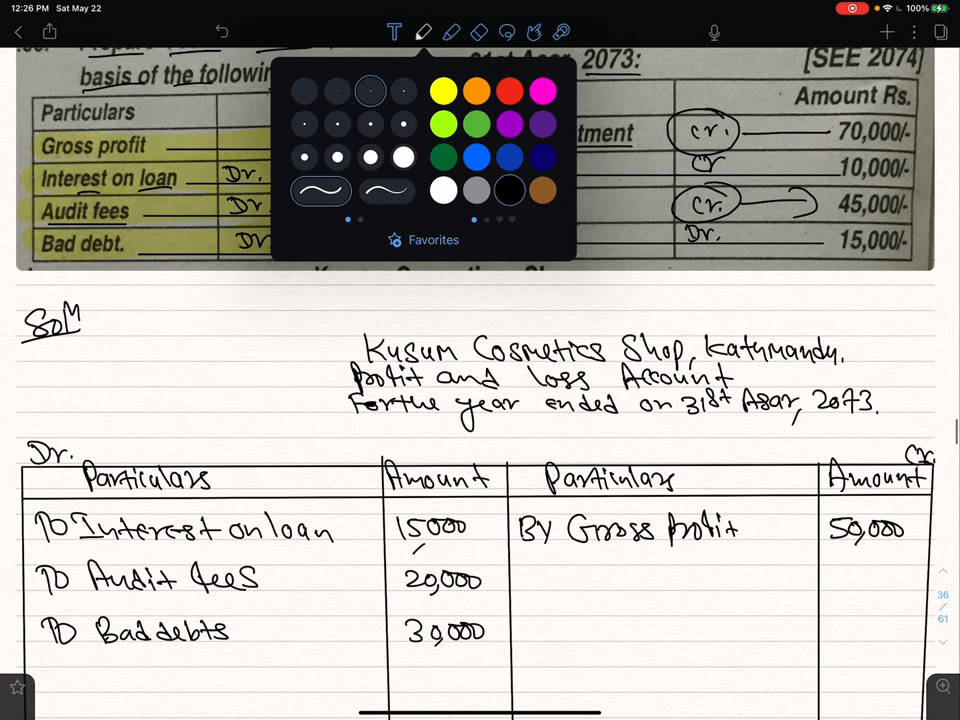 12:26 PM Sat May 22
100%
basis of the followin
2073:
[SEE 2074]
Particulars
Amount Rs.
Gross profit
tment
Cr.
70,000/-
Interest on loan
Dr.
Cr
10,000/-
Audit fees
Dr
Cr.
45,000/-
Bad debt.
Dr
Dr.
15,000/-
Favorites
Soln
Kusum Cosmetics Shop, Kathmandu.
Profit and loss Account
For the year ended on 31st Asar, 2073.
Dr.
Cr.
Particulars
Amount
Particulars
Amount
To Interest on loan
15,000
By Gross profit
50,000
To Audit fees
20,000
To Bad debts
30,000
36
/
61